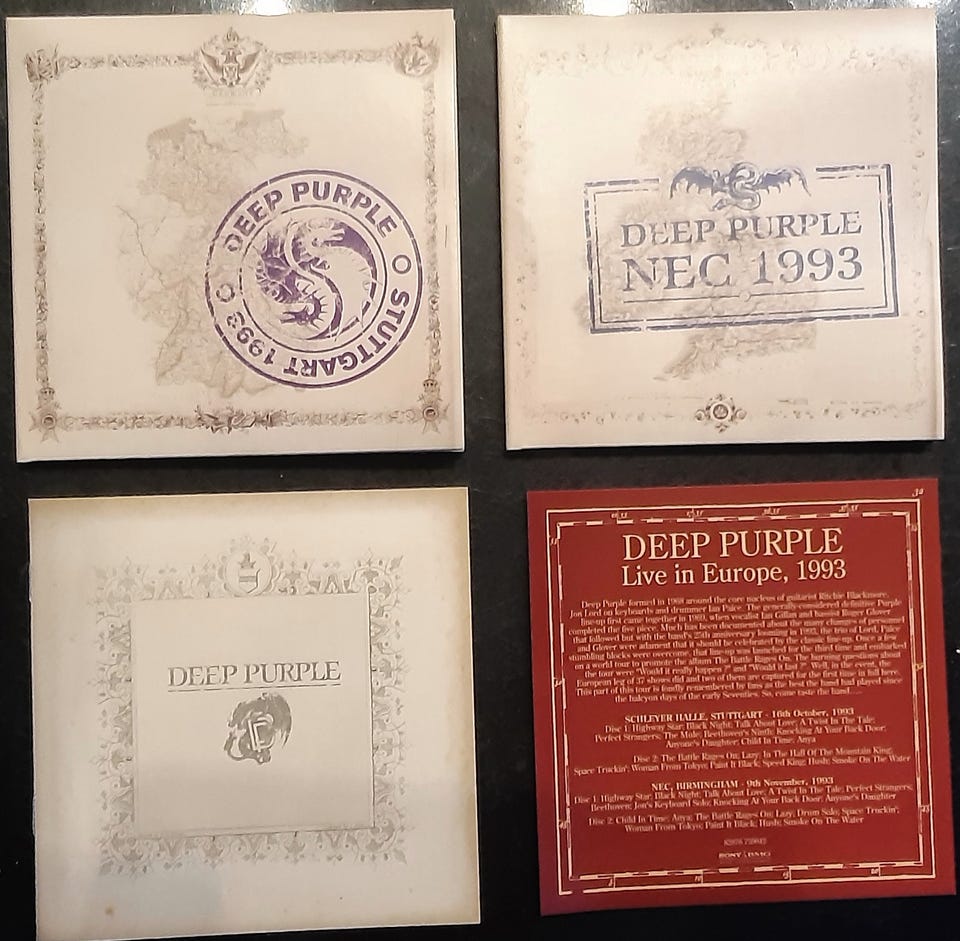 DEEP PURPLE
STUTTGART 1993
DEEP PURPLE
NEC 1993
DEEP PURPLE
DEEP PURPLE
Live in Europe, 1993
Deep Purple formed in 1968 around the core nucleus of guitarist Ritchie Blackmore,
Jon Lord on keyboards and drummer Ian Paice. The generally-considered definitive Purple
line-up first came together in 1969, when vocalist Ian Gillan and bassist Roger Glover
completed the five piece. Much has been documented about the many changes of personnel
that followed but with the band's 25th anniversary looming in 1993, the trio of Lord, Paice
and Glover were adamant that it should be celebrated by the classic line-up. Once a few
stumbling blocks were overcome, that line-up was launched for the third time and embarked
on a world tour to promote the album The Battle Rages On. The burning questions about
the tour were "Would it really happen ?" and "Would it last ?". Well, in the event, the
European leg of 37 shows did and two of them are captured for the first time in full here.
This part of this tour is fondly remembered by fans as the best the band had played since
the halcyon days of the early Seventies. So, come taste the band.....
SCHLEYER HALLE, STUTTGART - 16th October, 1993
Disc 1: Highway Star; Black Night; Talk About Love; A Twist In The Tale;
Perfect Strangers; The Mule; Beethoven's Ninth; Knocking At Your Back Door;
Anyone's Daughter; Child In Time; Anya
Disc 2: The Battle Rages On; Lazy; In The Hall Of The Mountain King;
Space Truckin'; Woman From Tokyo; Paint It Black; Speed King; Hush; Smoke On The Water
NEC, BIRMINGHAM - 9th November, 1993
Disc 1: Highway Star; Black Night; Talk About Love; A Twist In The Tale; Perfect Strangers;
Beethoven; Jon's Keyboard Solo; Knocking At Your Back Door; Anyone's Daughter
Disc 2: Child In Time; Anya; The Battle Rages On; Lazy; Drum Solo; Space Truckin';
Woman From Tokyo; Paint It Black; Hush; Smoke On The Water
SONY BMG